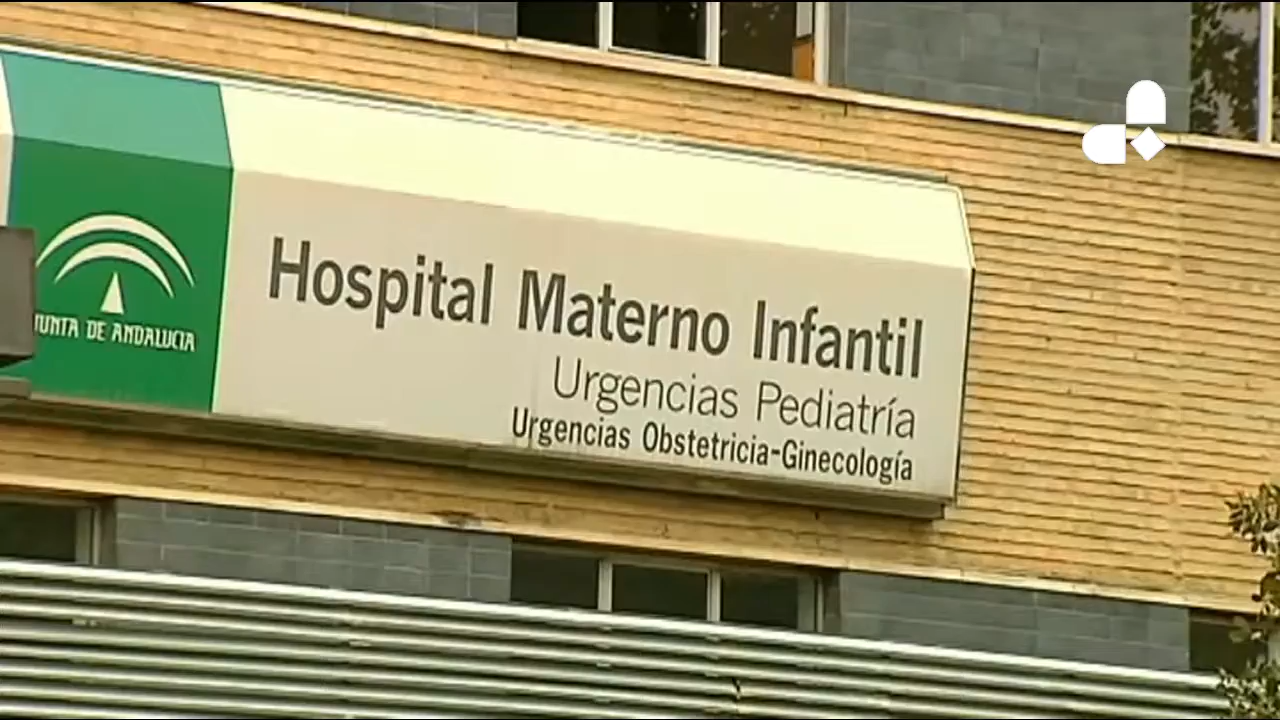 Hospital Materno Infantil
Urgencias Pediatría
Urgencias Obstetricia-Ginecología
JUNTA DE ANDALUCIA